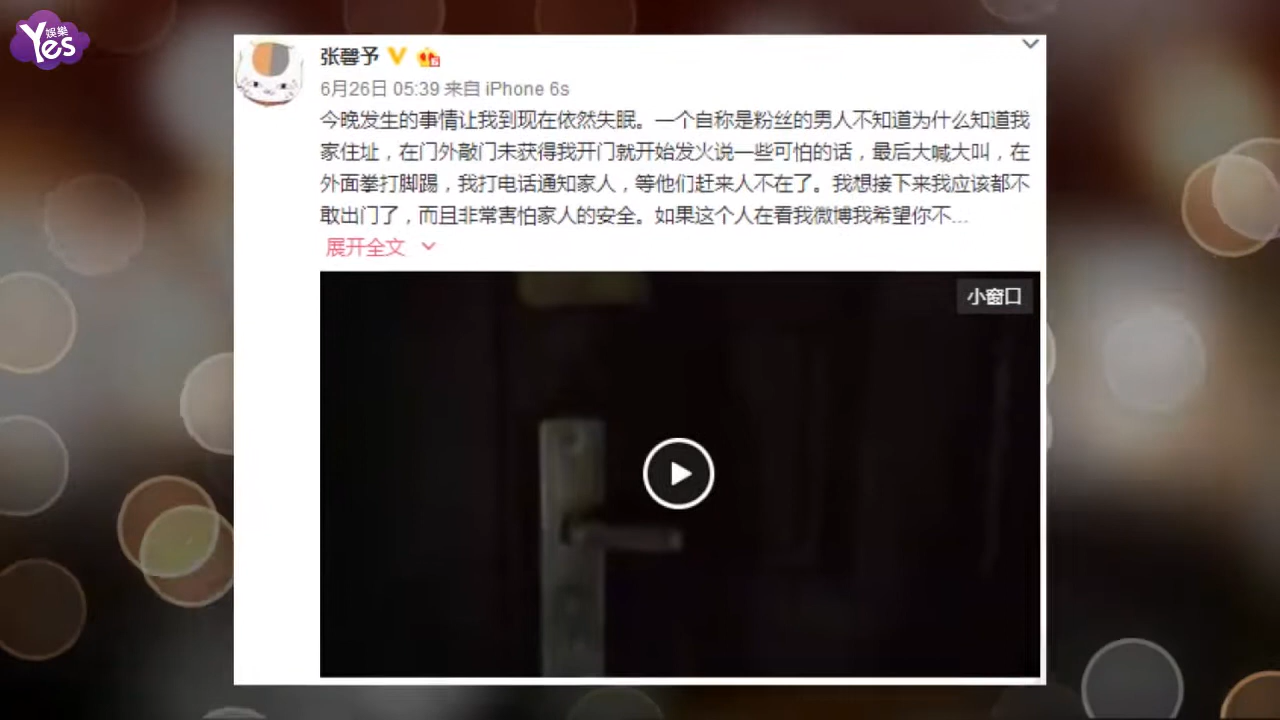 Yes娱樂
张馨予
6月26日 05:39 来自 iPhone 6s
今晚发生的事情让我到现在依然失眠。一个自称是粉丝的男人不知道为什么知道我
家住址，在门外敲门未获得我开门就开始发火说一些可怕的话，最后大喊大叫，在
外面拳打脚踢，我打电话通知家人，等他们赶来人不在了。我想接下来我应该都不
敢出门了，而且非常害怕家人的安全。如果这个人在看我微博我希望你不...
展开全文
小窗口